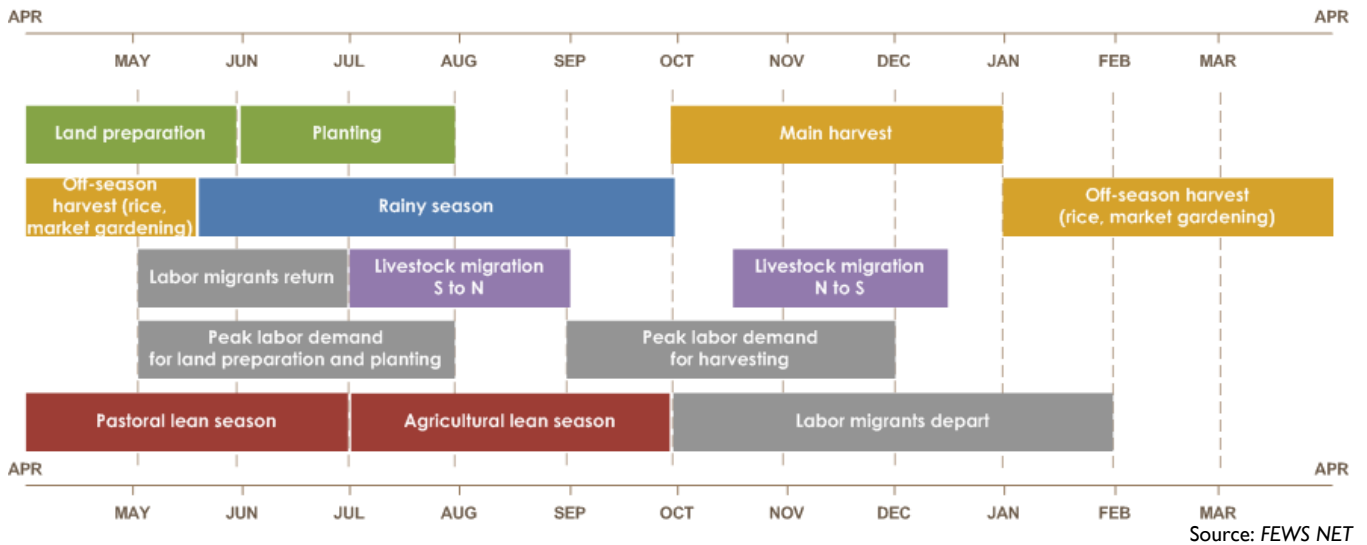 APR APR
MAY JUN JUL AUG SEP OCT NOV DEC JAN FEB MAR
Land preparation
Planting
Main harvest
Off-season
harvest (rice,
market gardening)
Rainy season
Off-season harvest
(rice, market gardening)
Labor migrants return
Livestock migration
S to N
Livestock migration
N to S
Peak labor demand
for land preparation and planting
Peak labor demand
for harvesting
Pastoral lean season
Agricultural lean season
Labor migrants depart
APR APR
MAY JUN JUL AUG SEP OCT NOV DEC JAN FEB MAR
Source: FEWS NET